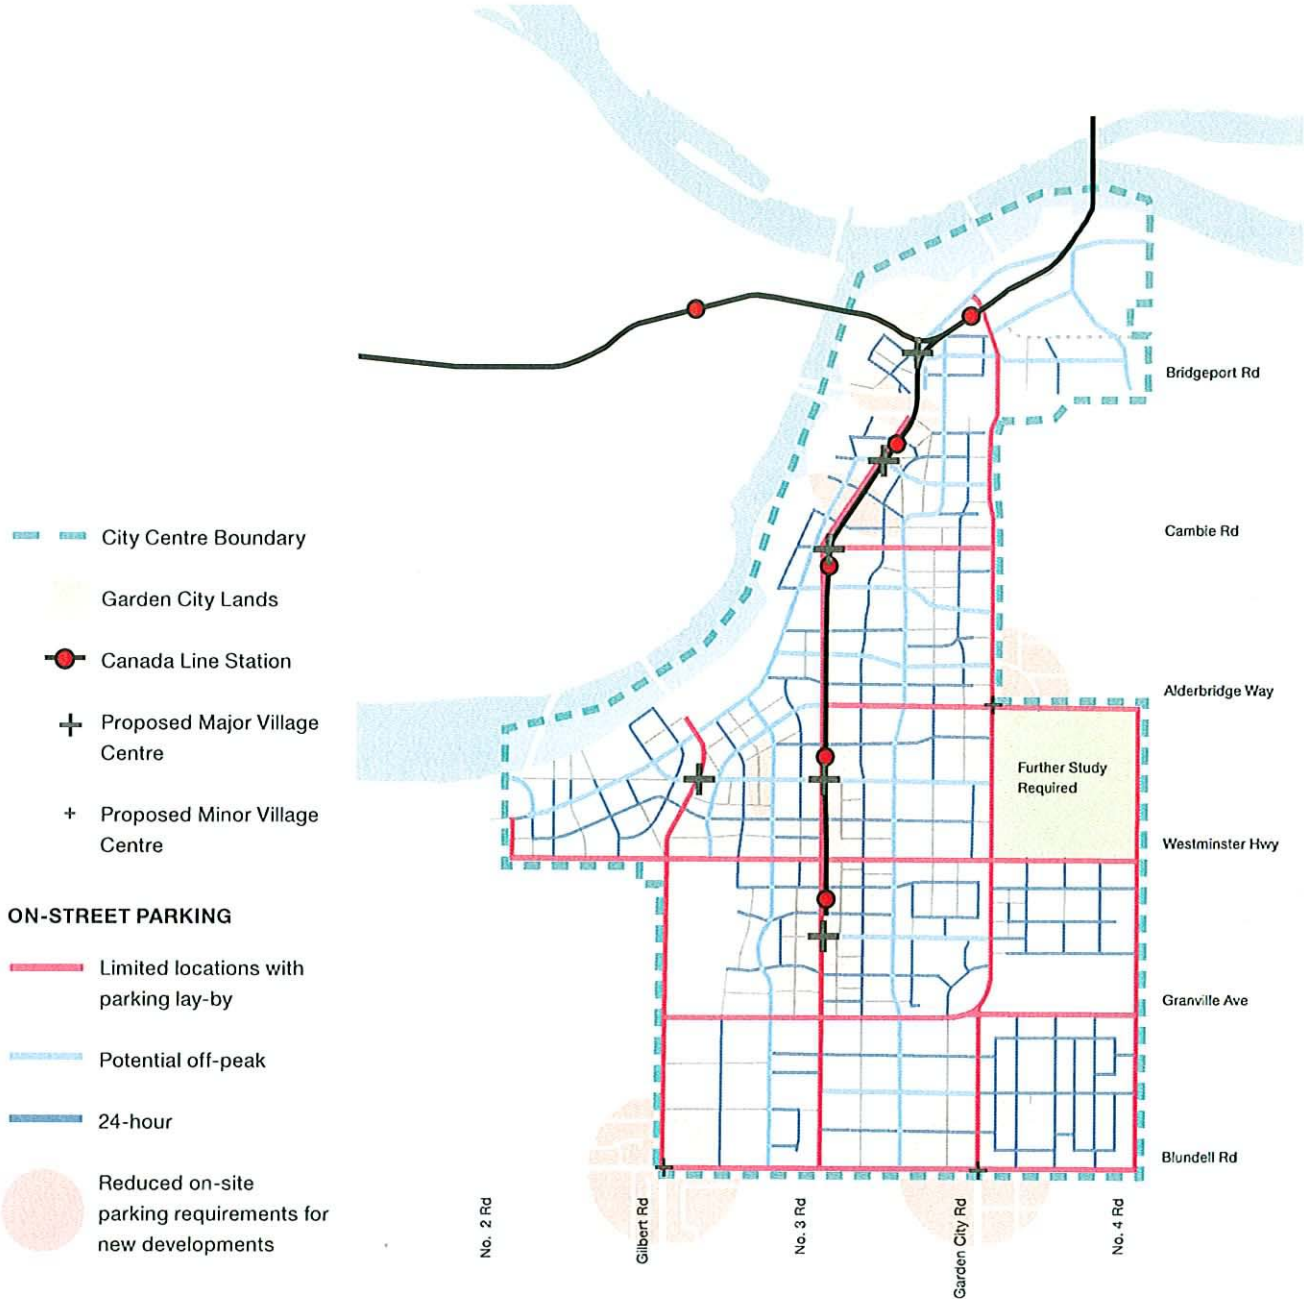 City Centre Boundary
Garden City Lands
Canada Line Station
Proposed Major Village
Centre
Proposed Minor Village
Centre
ON-STREET PARKING
Limited locations with
parking lay-by
Potential off-peak
24-hour
Reduced on-site
parking requirements for
new developments
Bridgeport Rd
Cambie Rd
Alderbridge Way
Further Study
Required
Westminster Hwy
Granville Ave
Blundell Rd
No. 2 Rd
Gilbert Rd
No. 3 Rd
Garden City Rd
No. 4 Rd